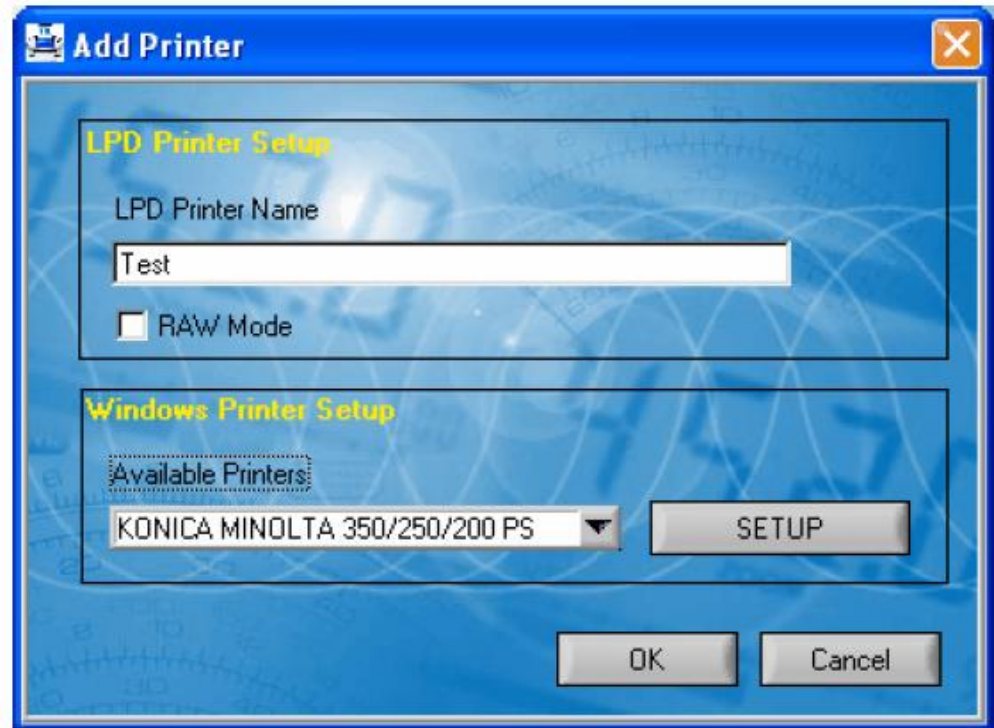 Add Printer
LPD Printer Setup
LPD Printer Name
Test
RAW Mode
Windows Printer Setup
Available Printers
KONICA MINOLTA 350/250/200 PS
SETUP
OK
Cancel